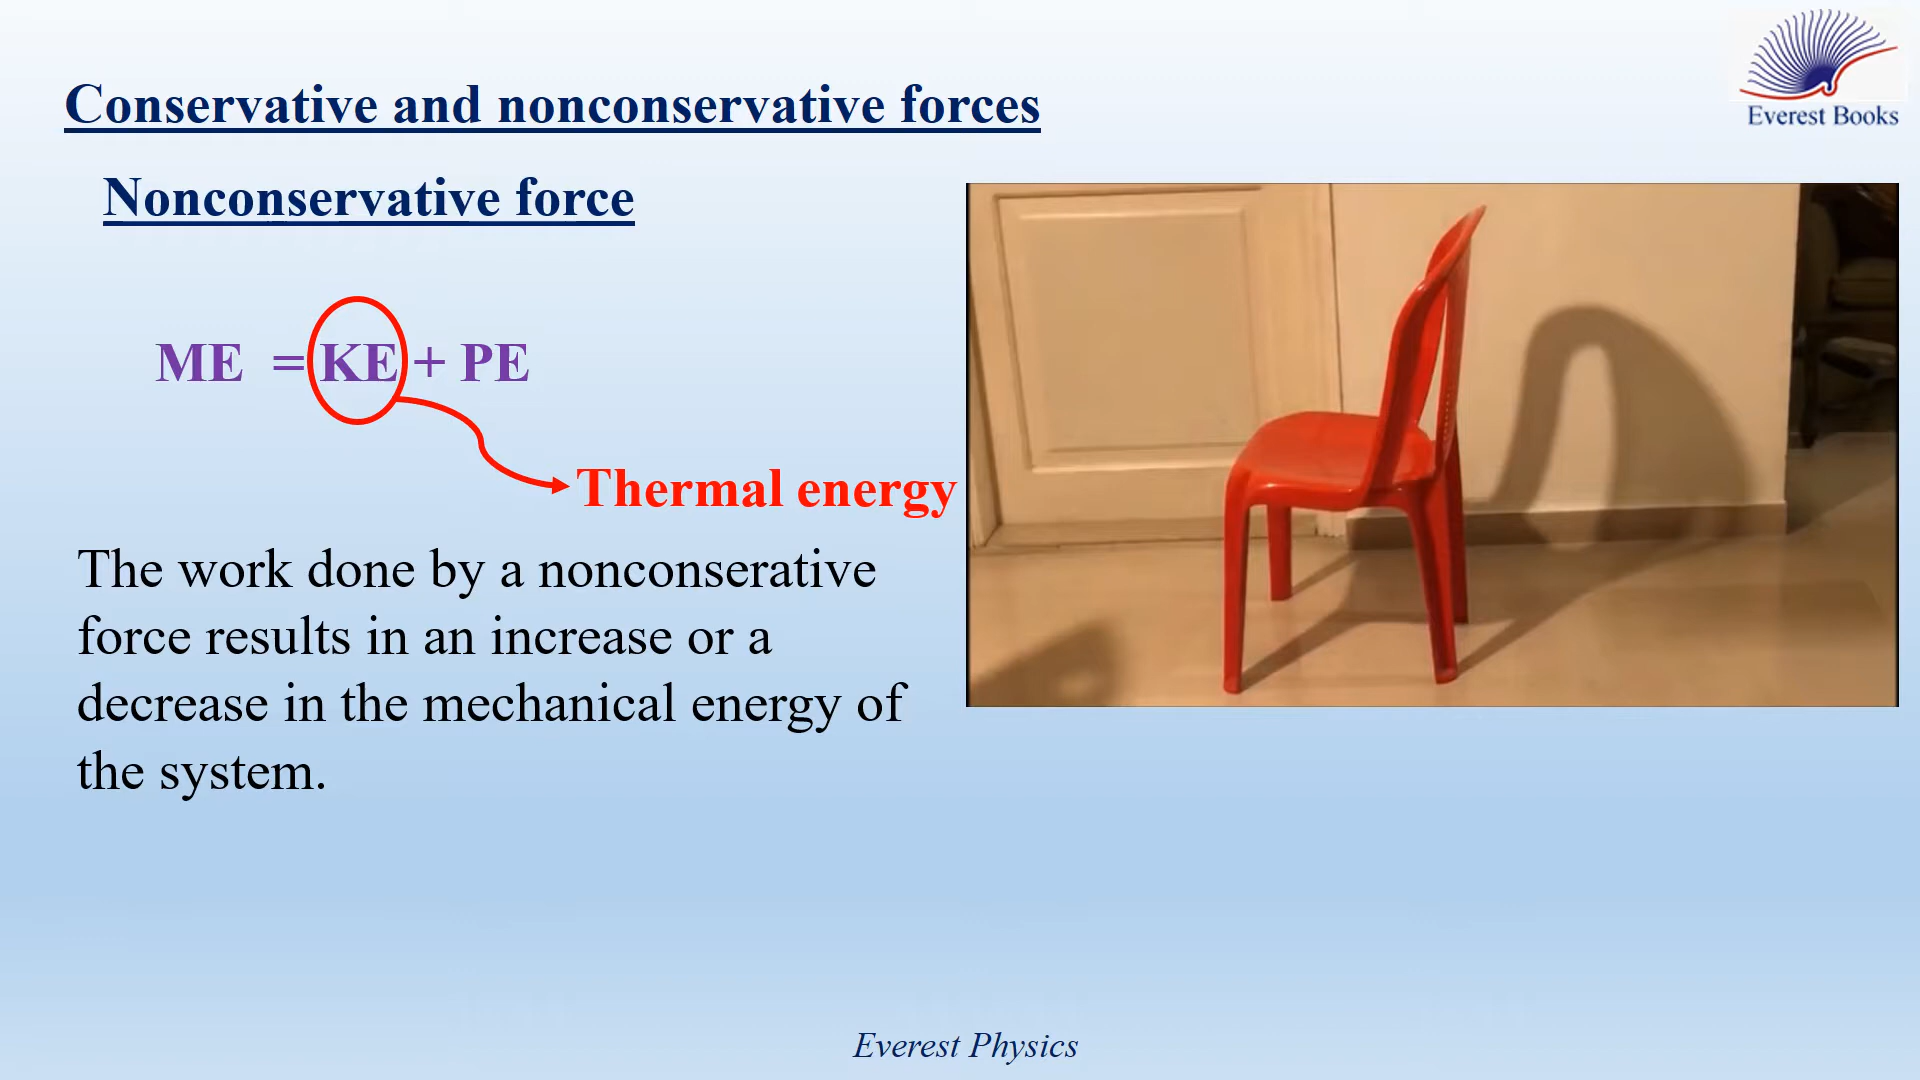 Everest Books
Conservative and nonconservative forces
Nonconservative force
ME = KE + PE
Thermal energy
The work done by a nonconserative
force results in an increase or a
decrease in the mechanical energy of
the system.
Everest Physics